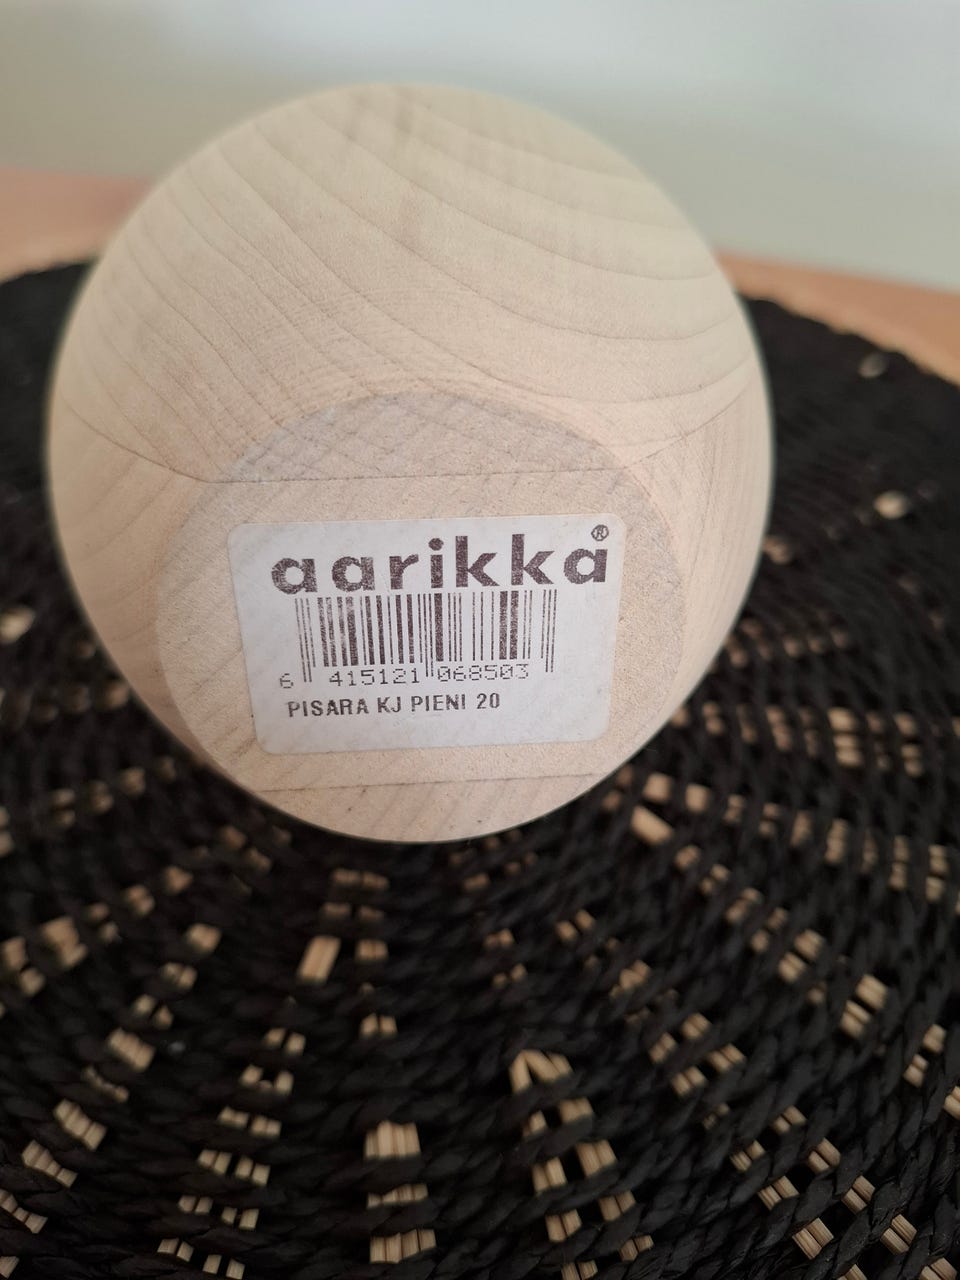 aarikka®
6 415121 068503
PISARA KJ PIENI 20